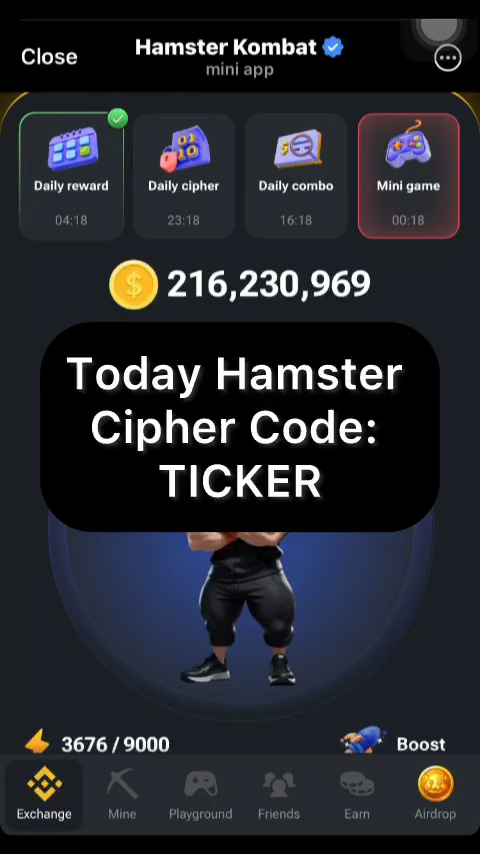 Close
Hamster Kombat
mini app
Daily reward
Daily cipher
Daily combo
Mini game
04:18
23:18
16:18
00:18
216,230,969
Today Hamster
Cipher Code:
TICKER
3676 / 9000
Boost
Exchange
Mine
Playground
Friends
Earn
Airdrop